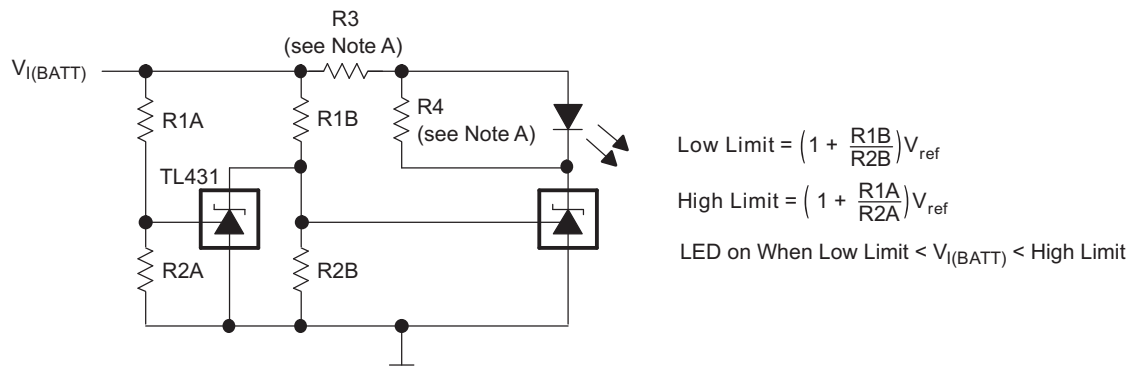 R3
(see Note A)
V_I(BATT)
R1A
R1B
R4
(see Note A)
TL431
R2A
R2B
Low Limit = ( 1 + R1B/R2B ) V_ref
High Limit = ( 1 + R1A/R2A ) V_ref
LED on When Low Limit < V_I(BATT) < High Limit